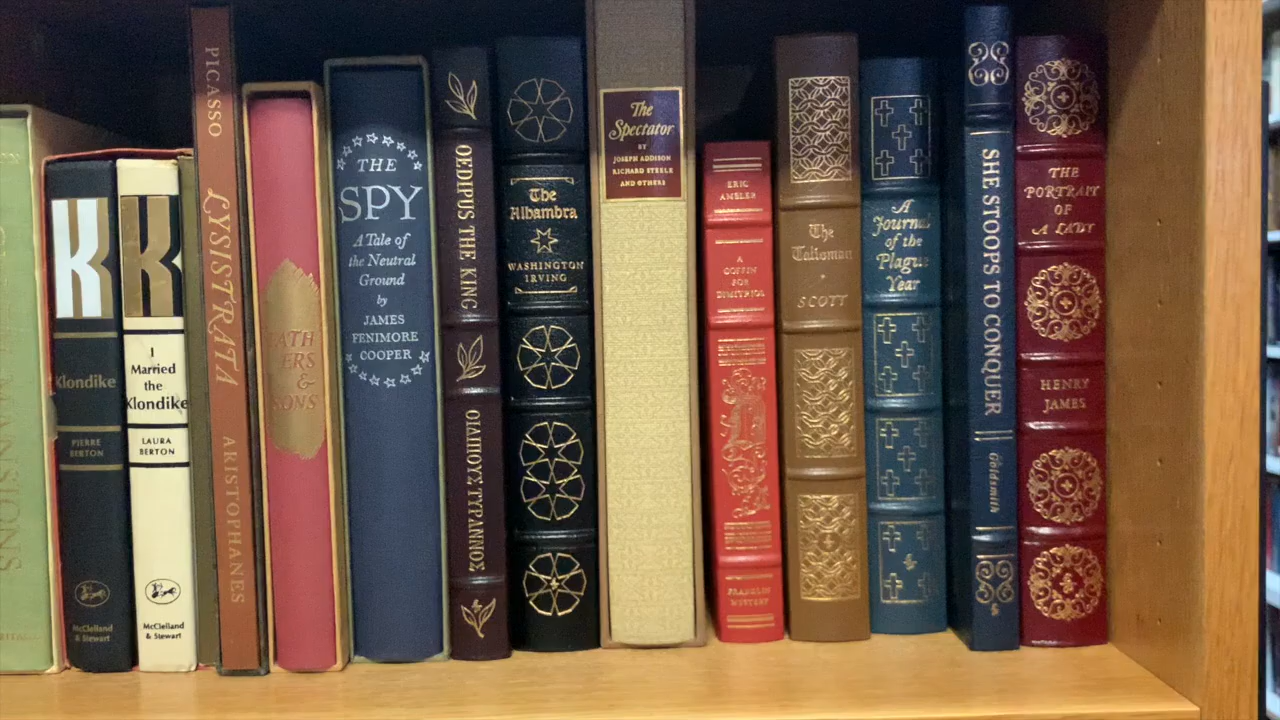 MANSIONS
Klondike
PIERRE
BERTON
McClelland
& Stewart
I
Married
the
Klondike
LAURA
BERTON
McClelland
& Stewart
PICASSO
LYSISTRATA
ARISTOPHANES
FATH
ERS
&
SONS
THE
SPY
A Tale of
the Neutral
Ground
by
JAMES
FENIMORE
COOPER
OEDIPUS THE KING
ΟΙΔΙΠΟΥΣ ΤΥΡΑΝΝΟΣ
The
Alhambra
WASHINGTON
IRVING
The
Spectator
BY
JOSEPH ADDISON
RICHARD STEELE
AND OTHERS
ERIC
AMBLER
A
COFFIN
FOR
DIMITRIOS
FRANKLIN
MYSTERY
The
Talisman
SCOTT
A
Journal
of the
Plague
Year
SHE STOOPS TO CONQUER
Goldsmith
THE
PORTRAIT
OF
A LADY
HENRY
JAMES